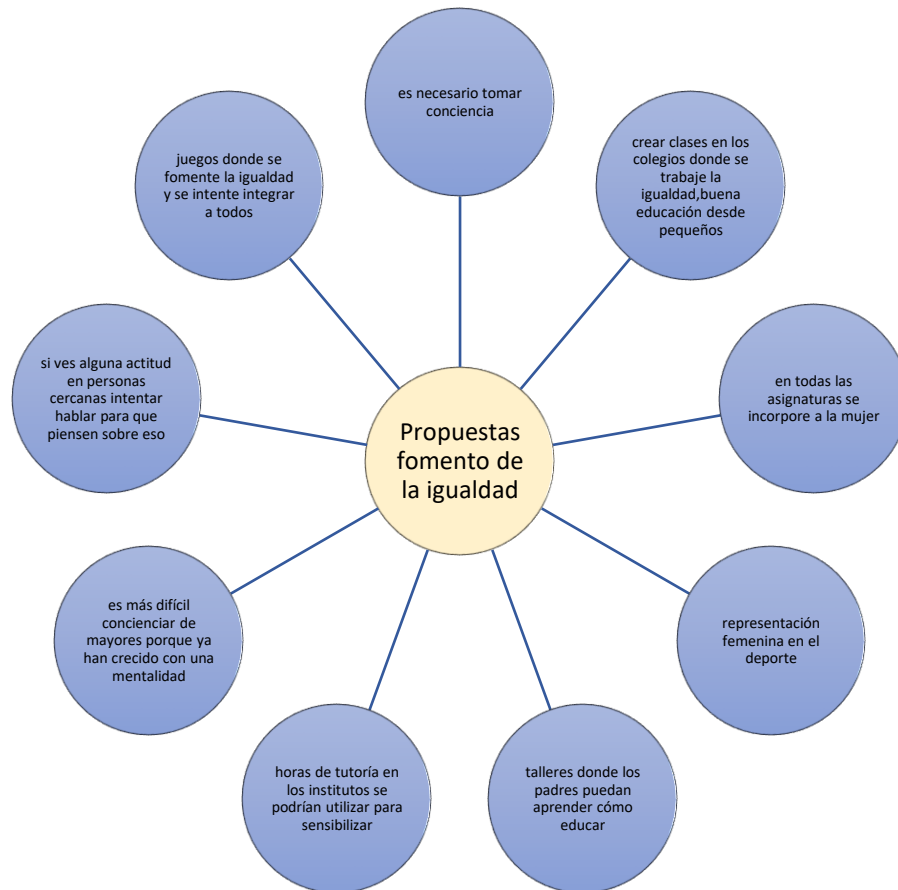 Propuestas
fomento de
la igualdad
es necesario tomar
conciencia
crear clases en los
colegios donde se
trabaje la
igualdad,buena
educación desde
pequeños
en todas las
asignaturas se
incorpore a la mujer
representación
femenina en el
deporte
talleres donde los
padres puedan
aprender cómo
educar
horas de tutoría en
los institutos se
podrían utilizar para
sensibilizar
es más difícil
concienciar de
mayores porque ya
han crecido con una
mentalidad
si ves alguna actitud
en personas
cercanas intentar
hablar para que
piensen sobre eso
juegos donde se
fomente la igualdad
y se intente integrar
a todos